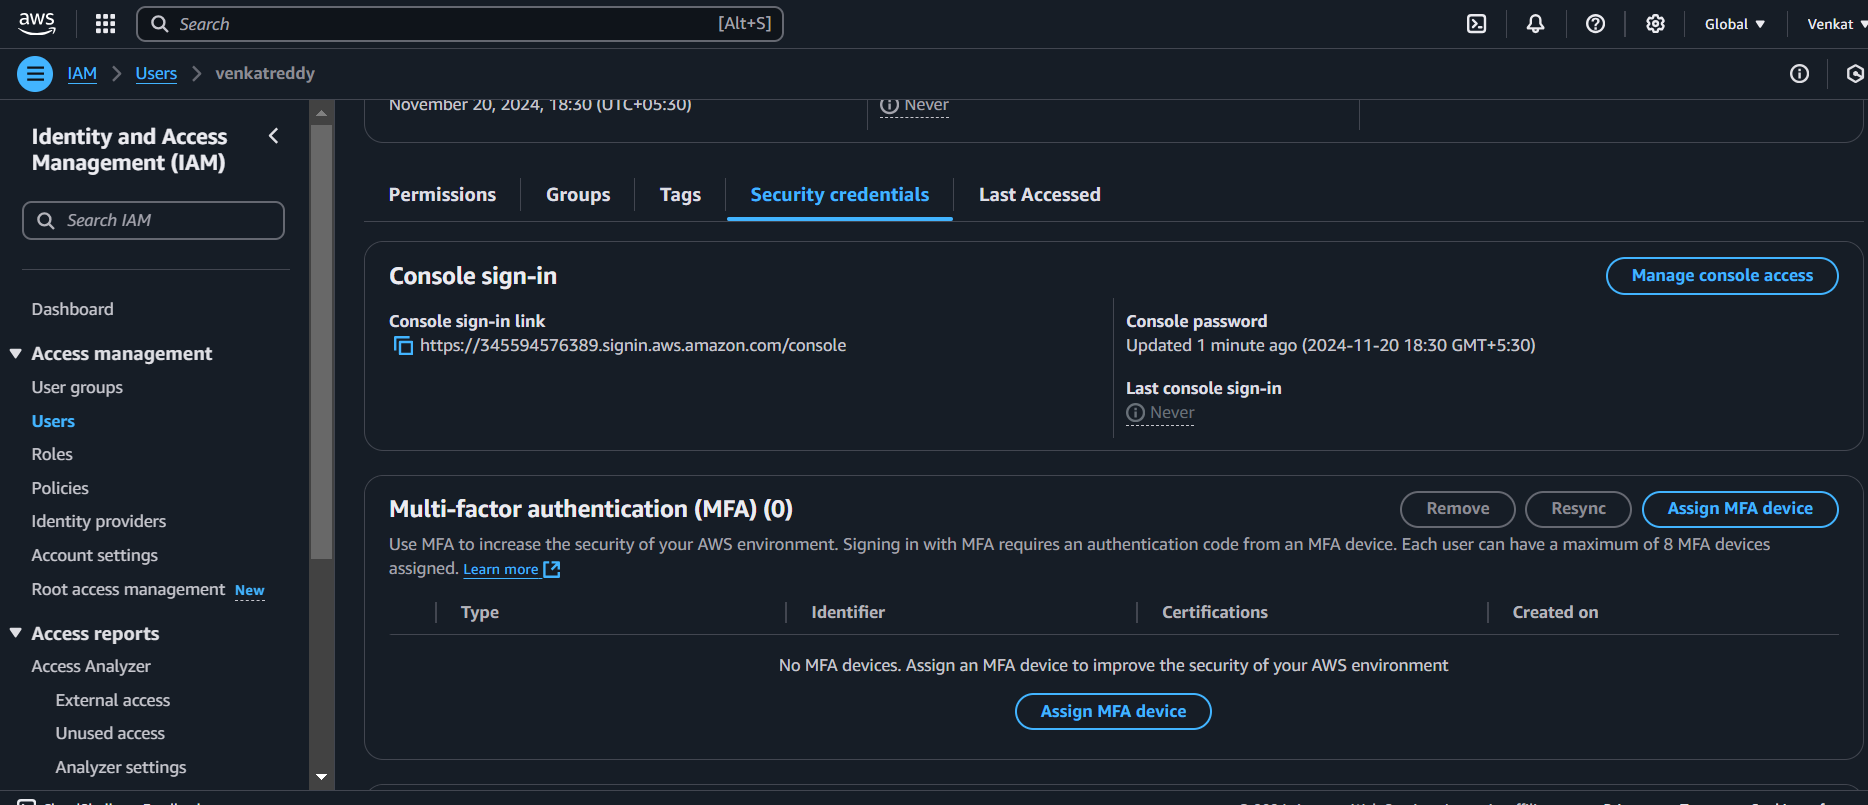 aws
Search [Alt+S]
Global
Venkat
IAM > Users > venkatreddy
Identity and Access
Management (IAM)
Search IAM
Dashboard
Access management
User groups
Users
Roles
Policies
Identity providers
Account settings
Root access management New
Access reports
Access Analyzer
External access
Unused access
Analyzer settings
November 20, 2024, 18:30 (UTC+05:30)
Never
Permissions
Groups
Tags
Security credentials
Last Accessed
Console sign-in
Manage console access
Console sign-in link
https://345594576389.signin.aws.amazon.com/console
Console password
Updated 1 minute ago (2024-11-20 18:30 GMT+5:30)
Last console sign-in
Never
Multi-factor authentication (MFA) (0)
Remove
Resync
Assign MFA device
Use MFA to increase the security of your AWS environment. Signing in with MFA requires an authentication code from an MFA device. Each user can have a maximum of 8 MFA devices
assigned. Learn more
Type
Identifier
Certifications
Created on
No MFA devices. Assign an MFA device to improve the security of your AWS environment
Assign MFA device